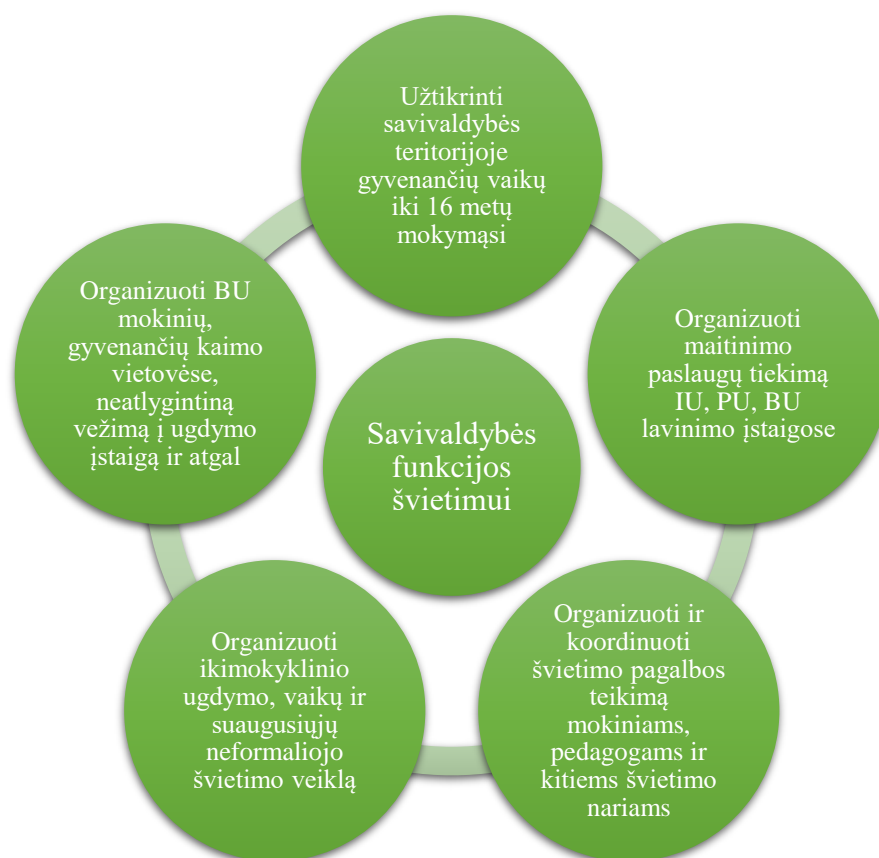 Užtikrinti
savivaldybės
teritorijoje
gyvenančių vaikų
iki 16 metų
mokymąsi
Organizuoti
maitinimo
paslaugų tiekimą
IU, PU, BU
lavinimo įstaigose
Organizuoti ir
koordinuoti
švietimo pagalbos
teikimą
mokiniams,
pedagogams ir
kitiems švietimo
nariams
Organizuoti
ikimokyklinio
ugdymo, vaikų ir
suaugusiųjų
neformaliojo
švietimo veiklą
Organizuoti BU
mokinių,
gyvenančių kaimo
vietovėse,
neatlygintiną
vežimą į ugdymo
įstaigą ir atgal
Savivaldybės
funkcijos
švietimui